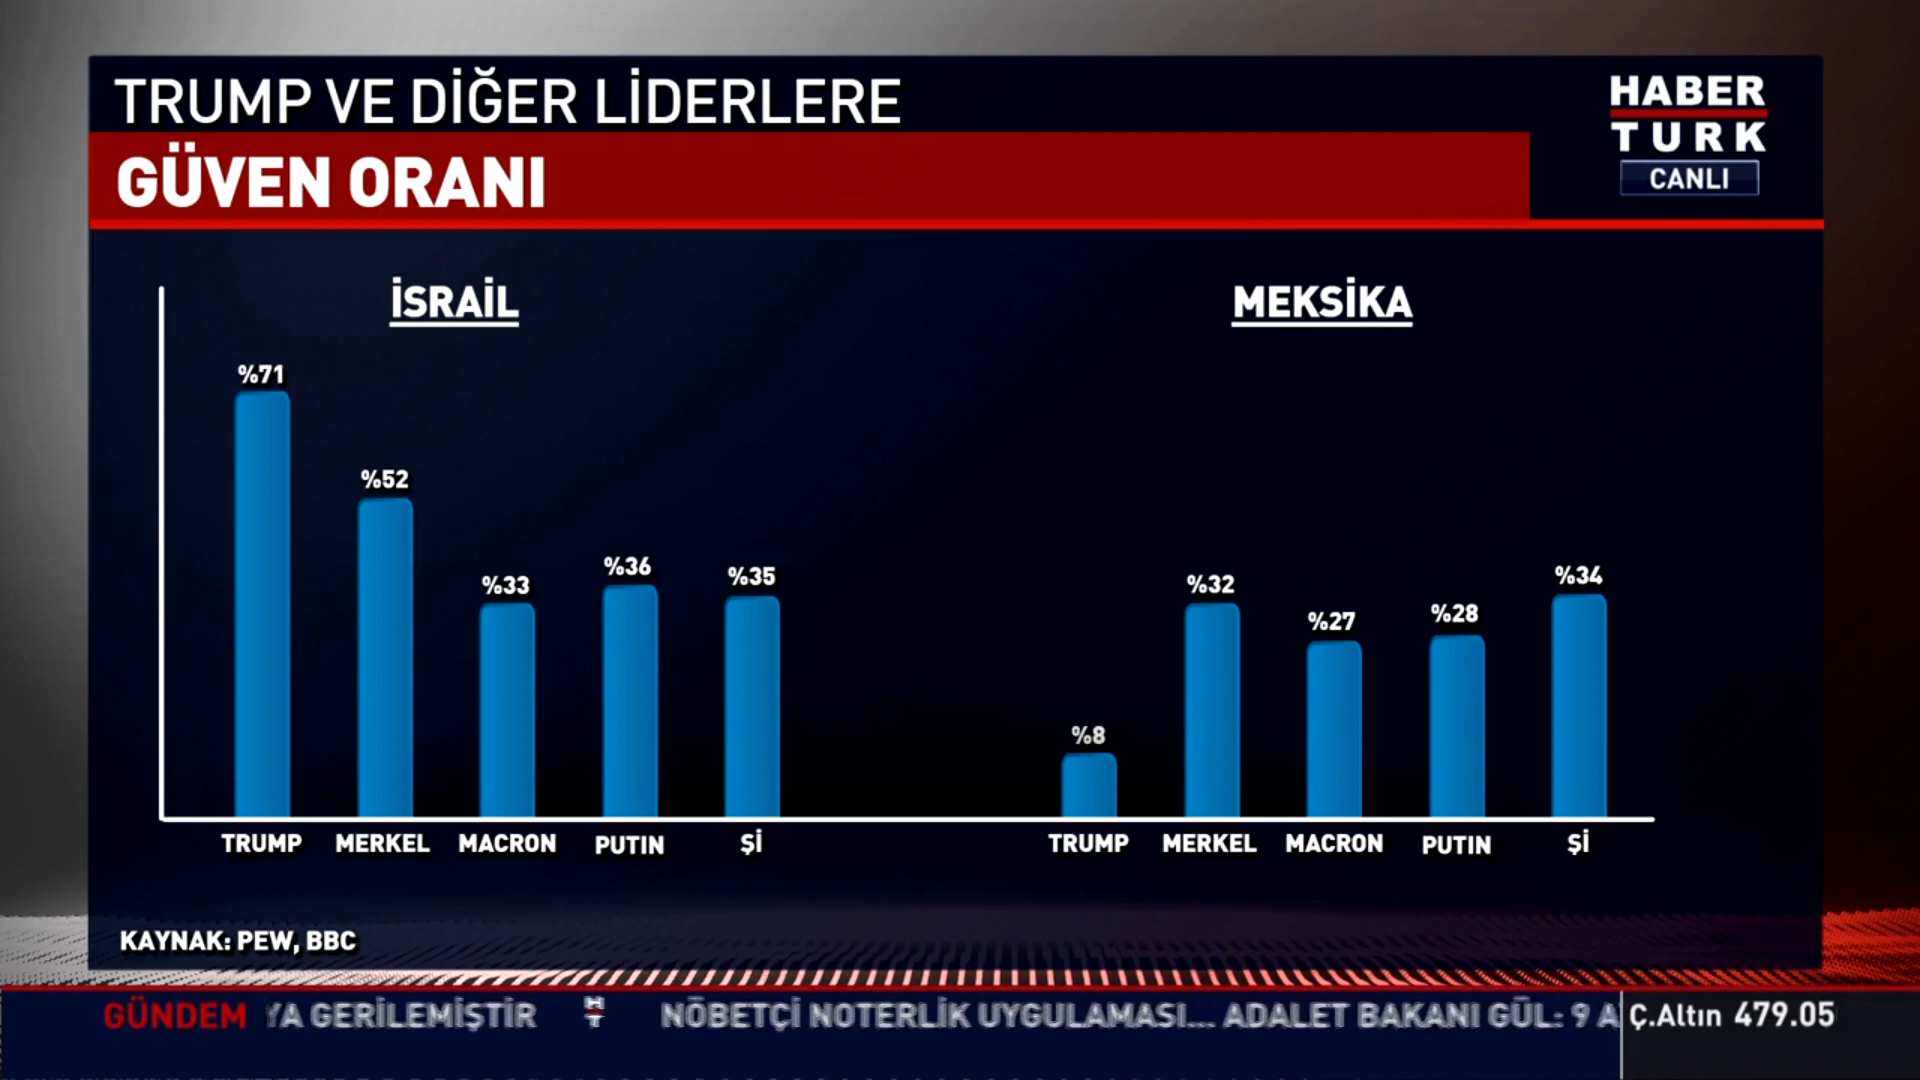 TRUMP VE DİĞER LİDERLERE
GÜVEN ORANI
HABER
TURK
CANLI
İSRAİL
%71
%52
%33
%36
%35
TRUMP MERKEL MACRON PUTIN Şİ
MEKSİKA
%8
%32
%27
%28
%34
TRUMP MERKEL MACRON PUTIN Şİ
KAYNAK: PEW, BBC
GÜNDEM YA GERİLEMİŞTİR NÖBETÇİ NOTERLİK UYGULAMASI... ADALET BAKANI GÜL: 9 A Ç.Altın 479.05